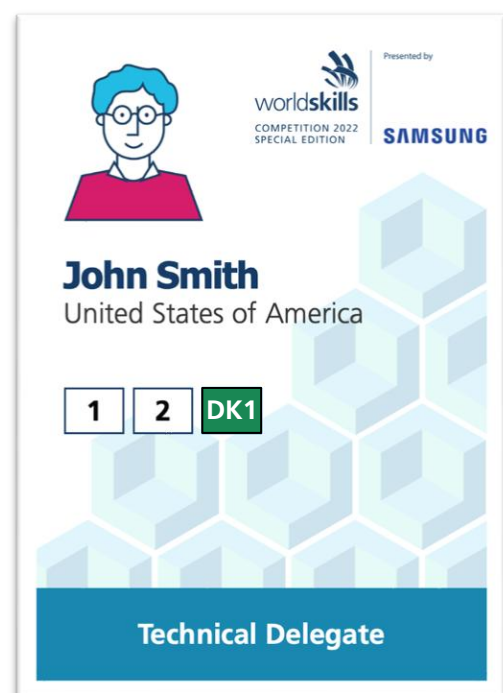 Presented by
worldskills
COMPETITION 2022
SPECIAL EDITION
SAMSUNG
John Smith
United States of America
1 2 DK1
Technical Delegate